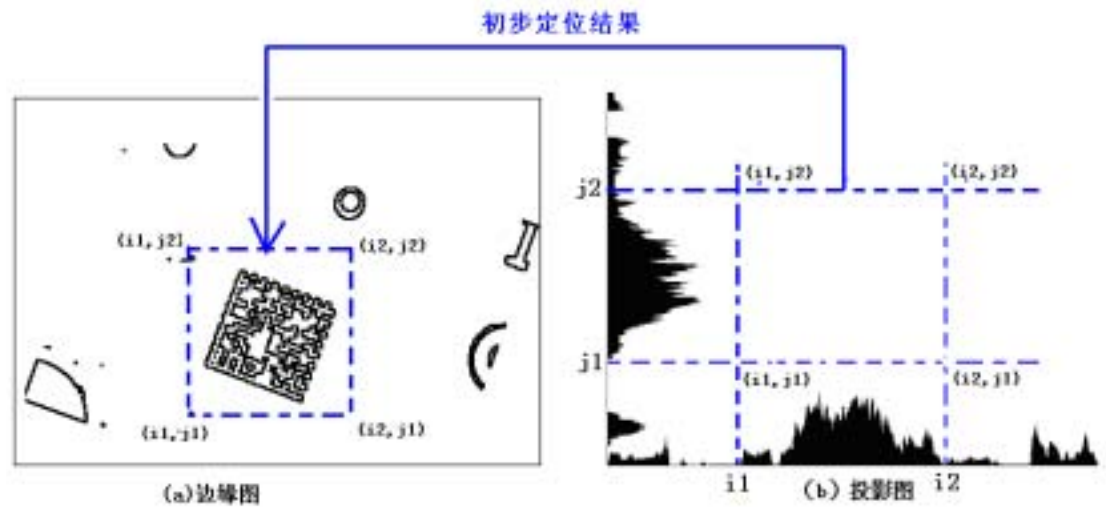 初步定位结果
(i1,j2)
(i2,j2)
(i1,j1)
(i2,j1)
(a)边缘图
j2
(i1,j2)
(i2,j2)
j1
(i1,j1)
(i2,j1)
i1
i2
(b) 投影图